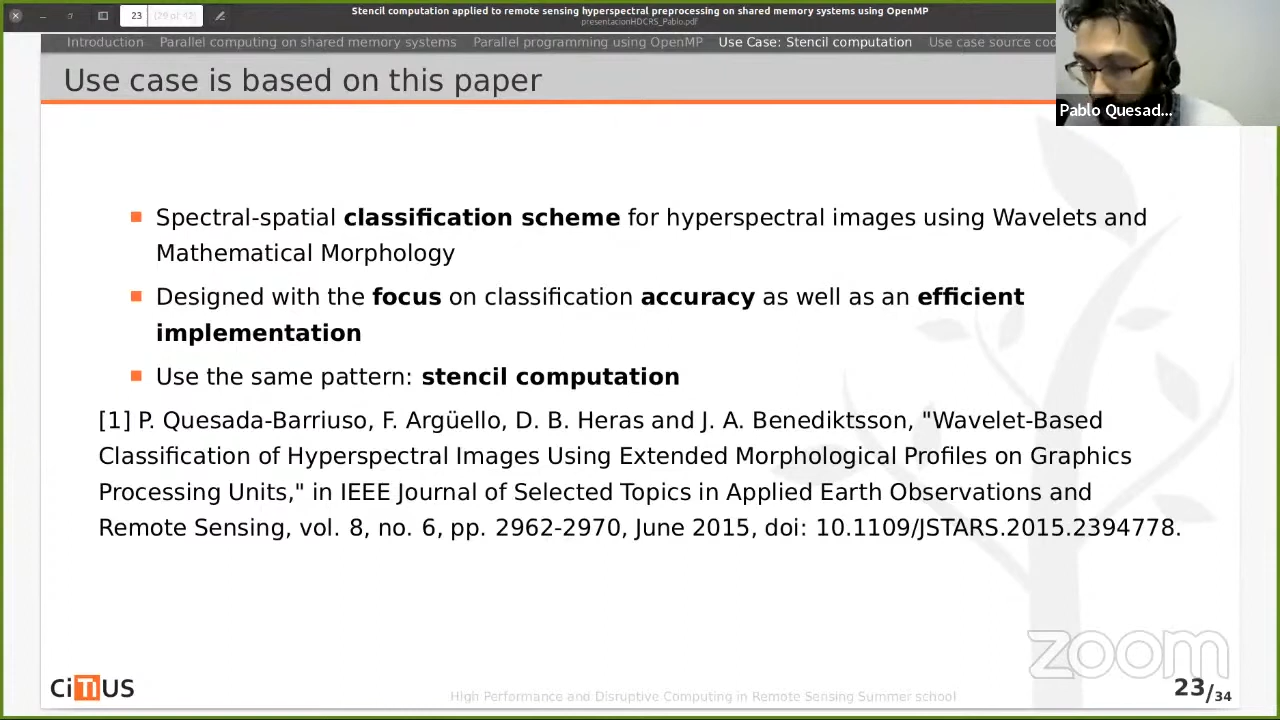 Stencil computation applied to remote sensing hyperspectral preprocessing on shared memory systems using OpenMP
presentacionHDCRS_Pablo.pdf
23 (29 of 42)
Introduction Parallel computing on shared memory systems Parallel programming using OpenMP Use Case: Stencil computation Use case source cod
Use case is based on this paper
Pablo Quesad...
Spectral-spatial classification scheme for hyperspectral images using Wavelets and
Mathematical Morphology
Designed with the focus on classification accuracy as well as an efficient
implementation
Use the same pattern: stencil computation
[1] P. Quesada-Barriuso, F. Argüello, D. B. Heras and J. A. Benediktsson, "Wavelet-Based
Classification of Hyperspectral Images Using Extended Morphological Profiles on Graphics
Processing Units," in IEEE Journal of Selected Topics in Applied Earth Observations and
Remote Sensing, vol. 8, no. 6, pp. 2962-2970, June 2015, doi: 10.1109/JSTARS.2015.2394778.
zoom
CiTIUS
High Performance and Disruptive Computing in Remote Sensing Summer school
23/34